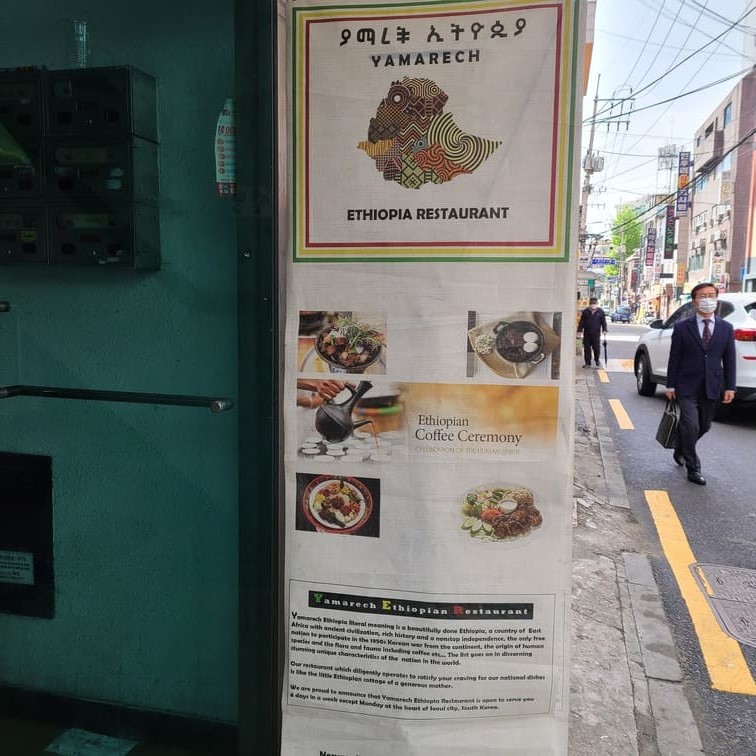 ያማረች ኢትዮጵያ
YAMARECH
ETHIOPIA RESTAURANT
Ethiopian
Coffee Ceremony
CELEBRATION OF THE HUMAN SPIRIT
Yamarech Ethiopian Restaurant
Yamarech Ethiopia literal meaning is a beautifully done Ethiopia, a country of East
Africa with ancient civilization, rich history and a nonstop independence, the only free
nation to participate in the 1950s Korean war from the continent, the origin of human
species and the flora and fauna including coffee etc... The list goes on in discerning
stunning unique characteristics of the nation in the world.
Our restaurant which diligently operates to satisfy your craving for our national dishes
is like the little Ethiopian cottage of a generous mother.
We are proud to announce that Yamarech Ethiopia Restaurant is open to serve you
6 days in a week except Monday at the heart of Seoul city, South Korea.